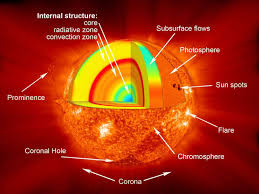 Internal structure:
core
radiative zone
convection zone
Subsurface flows
Photosphere
Sun spots
Prominence
Flare
Coronal Hole
Chromosphere
Corona